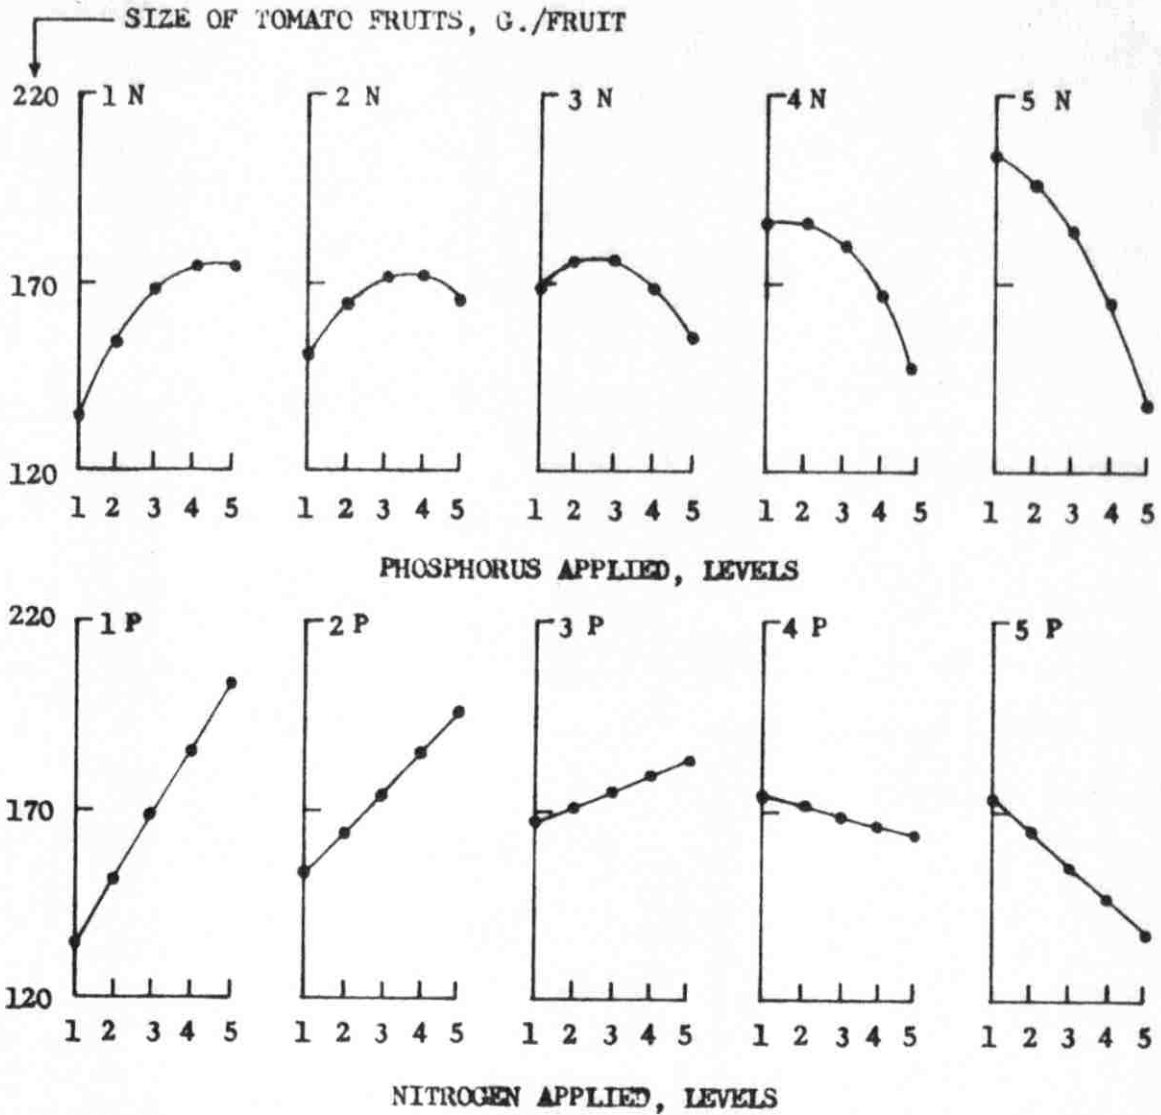 SIZE OF TOMATO FRUITS, G./FRUIT
220 1 N 2 N 3 N 4 N 5 N
170
120
1 2 3 4 5 1 2 3 4 5 1 2 3 4 5 1 2 3 4 5 1 2 3 4 5
PHOSPHORUS APPLIED, LEVELS
220 1 P 2 P 3 P 4 P 5 P
170
120
1 2 3 4 5 1 2 3 4 5 1 2 3 4 5 1 2 3 4 5 1 2 3 4 5
NITROGEN APPLIED, LEVELS